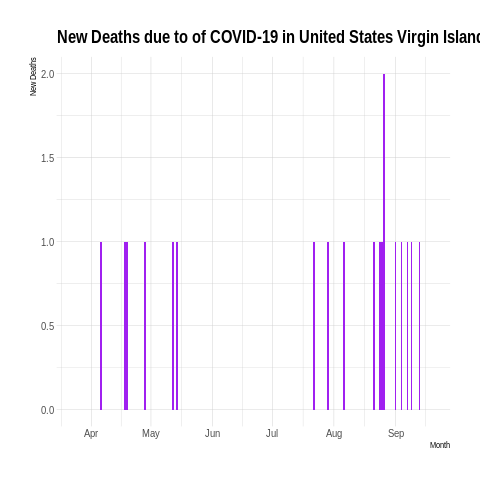 New Deaths due to of COVID-19 in United States Virgin Island
New Deaths
2.0
1.5
1.0
0.5
0.0
Apr May Jun Jul Aug Sep
Month